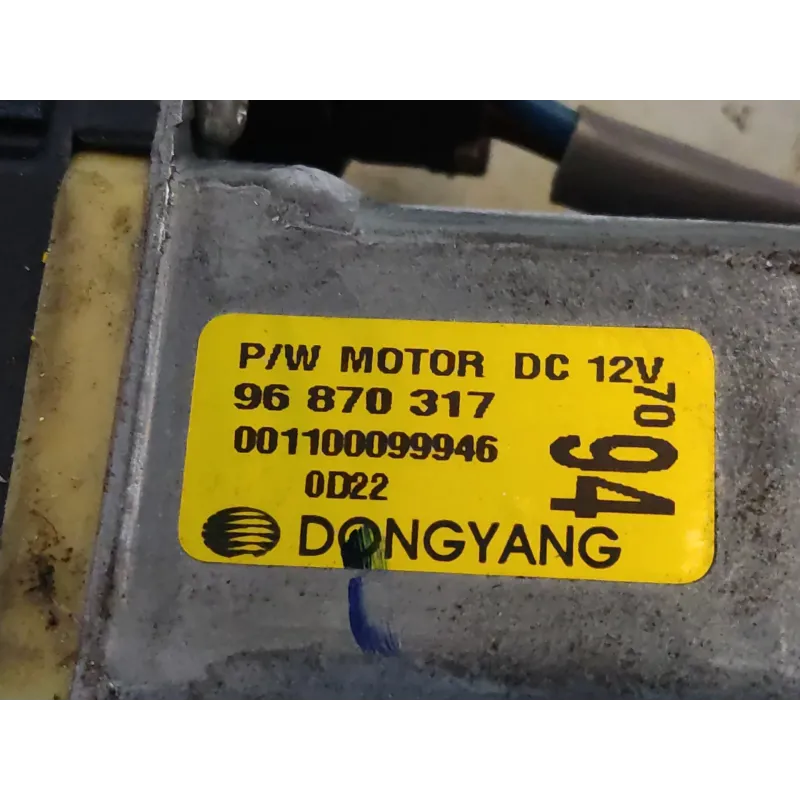 P/W MOTOR DC 12V
96 870 317
001100099946
0D22
DONGYANG
70
94